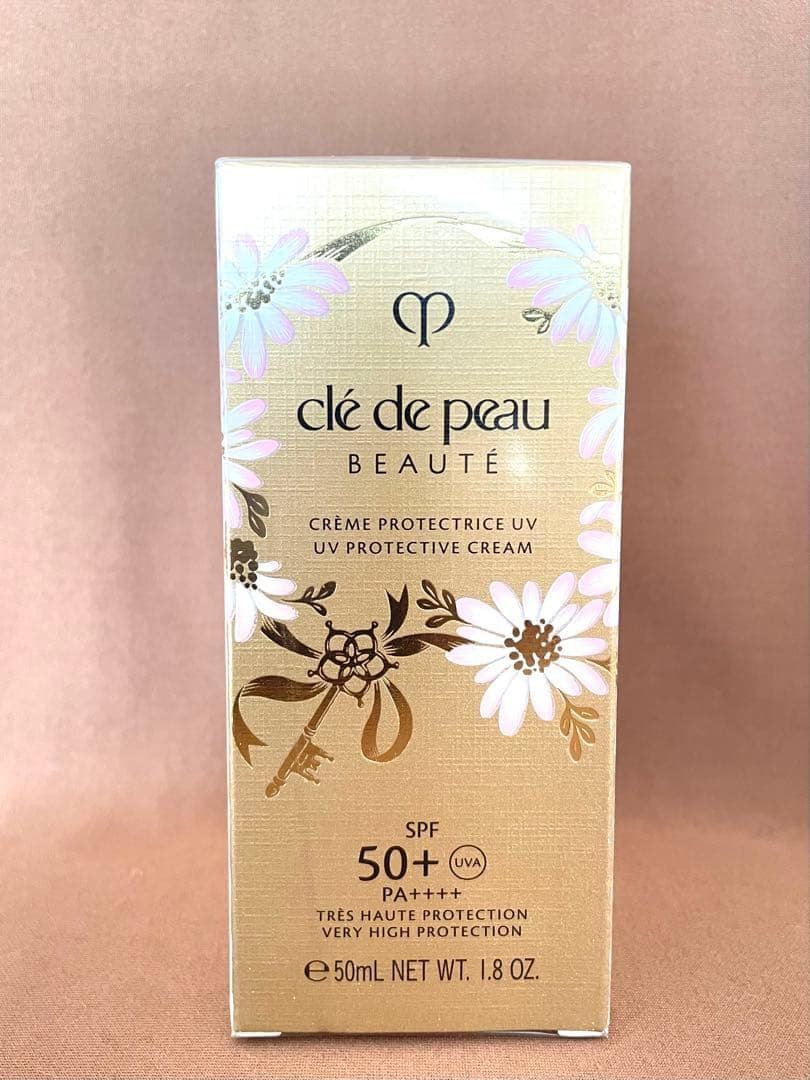 clé de peau
BEAUTÉ
CRÈME PROTECTRICE UV
UV PROTECTIVE CREAM
SPF
50+ UVA
PA++++
TRÈS HAUTE PROTECTION
VERY HIGH PROTECTION
℮50mL NET WT. 1.8 OZ.